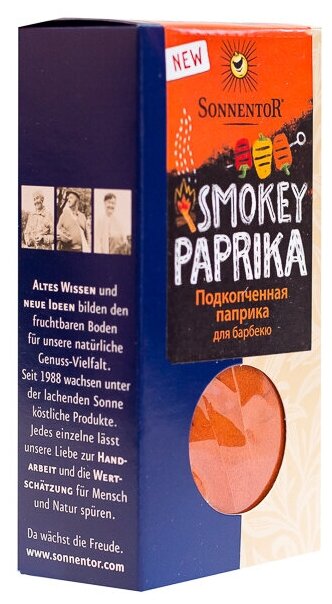 NEW
SONNENTOR
SMOKEY
PAPRIKA
Подкопченная
паприка
для барбекю
ALTES WISSEN und
NEUE IDEEN bilden den
fruchtbaren Boden
für unsere natürliche
Genuss-Vielfalt.
Seit 1988 wachsen unter
der lachenden Sonne
köstliche Produkte.
Jedes einzelne lässt
unsere Liebe zur HAND-
ARBEIT und die WERT-
SCHÄTZUNG für Mensch
und Natur spüren.
Da wächst die Freude.
www.sonnentor.com